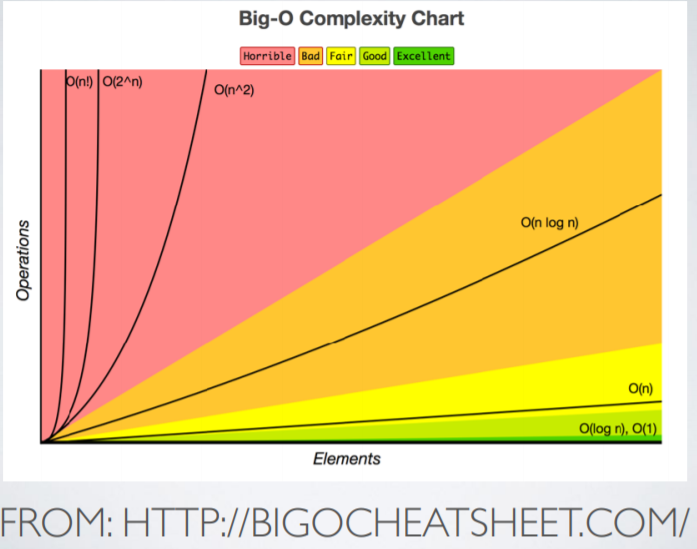 Big-O Complexity Chart
Horrible Bad Fair Good Excellent
O(n!) O(2^n) O(n^2)
O(n log n)
O(n)
O(log n), O(1)
Operations
Elements
FROM: HTTP://BIGOCHEATSHEET.COM/